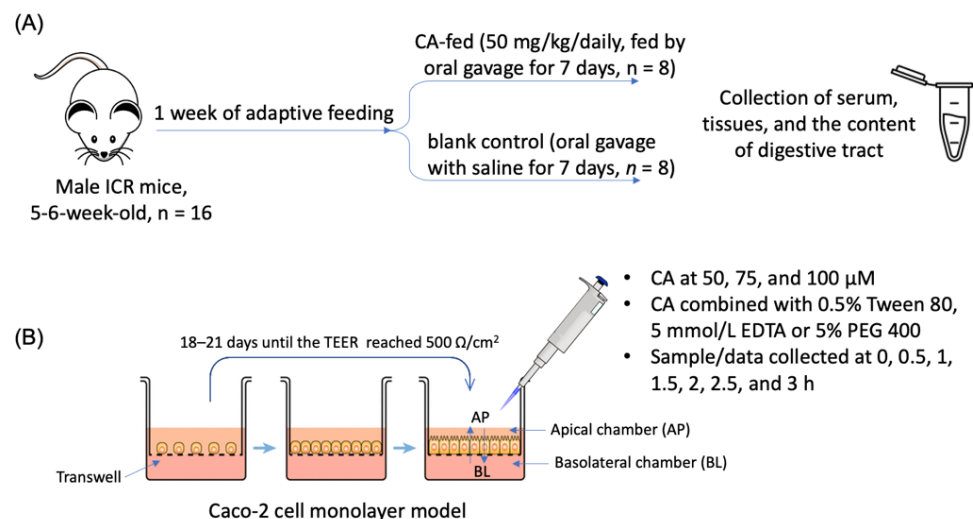 (A)
CA-fed (50 mg/kg/daily, fed by
oral gavage for 7 days, n = 8)
1 week of adaptive feeding
blank control (oral gavage
with saline for 7 days, n = 8)
Collection of serum,
tissues, and the content
of digestive tract
Male ICR mice,
5-6-week-old, n = 16
(B)
18–21 days until the TEER reached 500 Ω/cm²
• CA at 50, 75, and 100 µM
• CA combined with 0.5% Tween 80,
5 mmol/L EDTA or 5% PEG 400
• Sample/data collected at 0, 0.5, 1,
1.5, 2, 2.5, and 3 h
AP
Apical chamber (AP)
BL
Basolateral chamber (BL)
Transwell
Caco-2 cell monolayer model